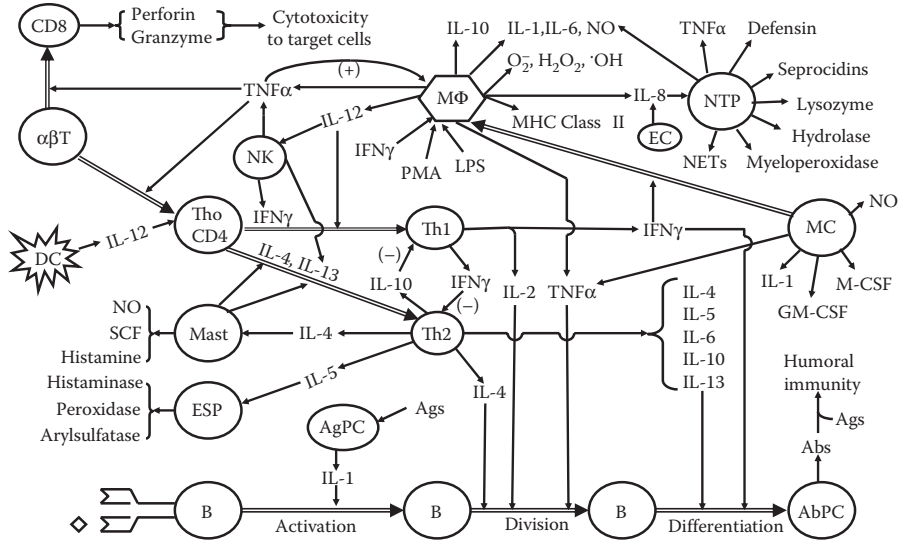 CD8
Perforin
Granzyme
Cytotoxicity
to target cells
IL-10
IL-1,IL-6, NO
TNFα
Defensin
(+)
O₂⁻, H₂O₂, ·OH
Seprocidins
TNFα
MΦ
IL-8
NTP
Lysozyme
IL-12
MHC Class II
EC
Hydrolase
αβT
NK
IFNγ
PMA
LPS
NETs
Myeloperoxidase
IFNγ
Tho
CD4
Th1
IFNγ
MC
NO
DC
IL-12
(–)
IL-4, IL-13
IL-10
IFNγ
(–)
IL-2
TNFα
IL-1
M-CSF
GM-CSF
IL-4
IL-5
IL-6
IL-10
IL-13
NO
SCF
Histamine
Mast
IL-4
Th2
Histaminase
Peroxidase
Arylsulfatase
ESP
IL-5
IL-4
Humoral
immunity
AgPC
Ags
Ags
Abs
IL-1
B
Activation
B
Division
B
Differentiation
AbPC